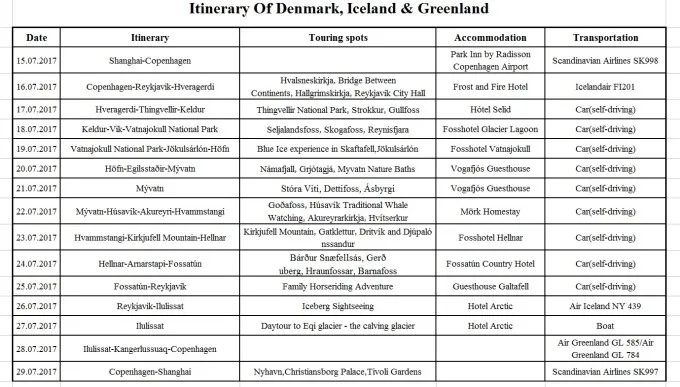 Itinerary Of Denmark, Iceland & Greenland
Date Itinerary Touring spots Accommodation Transportation
15.07.2017 Shanghai-Copenhagen Park Inn by Radisson Copenhagen Airport Scandinavian Airlines SK998
16.07.2017 Copenhagen-Reykjavik-Hveragerdi Hvalsneskirkja, Bridge Between Continents, Hallgrimskirkja, Reykjavik City Hall Frost and Fire Hotel Icelandair FI201
17.07.2017 Hveragerdi-Thingvellir-Keldur Thingvellir National Park, Strokkur, Gullfoss Hótel Selid Car(self-driving)
18.07.2017 Keldur-Vik-Vatnajokull National Park Seljalandsfoss, Skogafoss, Reynisfjara Fosshotel Glacier Lagoon Car(self-driving)
19.07.2017 Vatnajokull National Park-Jökulsárlón-Höfn Blue Ice experience in Skaftafell,Jökulsárlón Fosshotel Vatnajokull Car(self-driving)
20.07.2017 Höfn-Egilsstaðir-Mývatn Námafjall, Grjótagjá, Myvatn Nature Baths Vogafjós Guesthouse Car(self-driving)
21.07.2017 Mývatn Stóra Víti, Dettifoss, Ásbyrgi Vogafjós Guesthouse Car(self-driving)
22.07.2017 Mývatn-Húsavík-Akureyri-Hvammstangi Goðafoss, Húsavík Traditional Whale Watching, Akureyrarkirkja, Hvítserkur Mörk Homestay Car(self-driving)
23.07.2017 Hvammstangi-Kirkjufell Mountain-Hellnar Kirkjufell Mountain, Gatklettur, Dritvík and Djúpaló nssandur Fosshotel Hellnar Car(self-driving)
24.07.2017 Hellnar-Arnarstapi-Fossatún Bárður Snæfellsás, Gerð uberg, Hraunfossar, Barnafoss Fossatún Country Hotel Car(self-driving)
25.07.2017 Fossatún-Reykjavik Family Horseriding Adventure Guesthouse Galtafell Car(self-driving)
26.07.2017 Reykjavik-Ilulissat Iceberg Sightseeing Hotel Arctic Air Iceland NY 439
27.07.2017 Ilulissat Daytour to Eqi glacier - the calving glacier Hotel Arctic Boat
28.07.2017 Ilulissat-Kangerlussuaq-Copenhagen Air Greenland GL 585/Air Greenland GL 784
29.07.2017 Copenhagen-Shanghai Nyhavn,Christiansborg Palace,Tivoli Gardens Scandinavian Airlines SK997